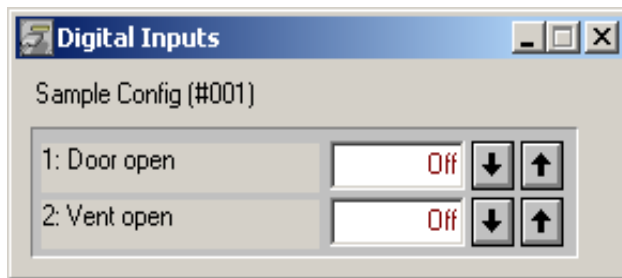 Digital Inputs
Sample Config (#001)
1: Door open Off
2: Vent open Off